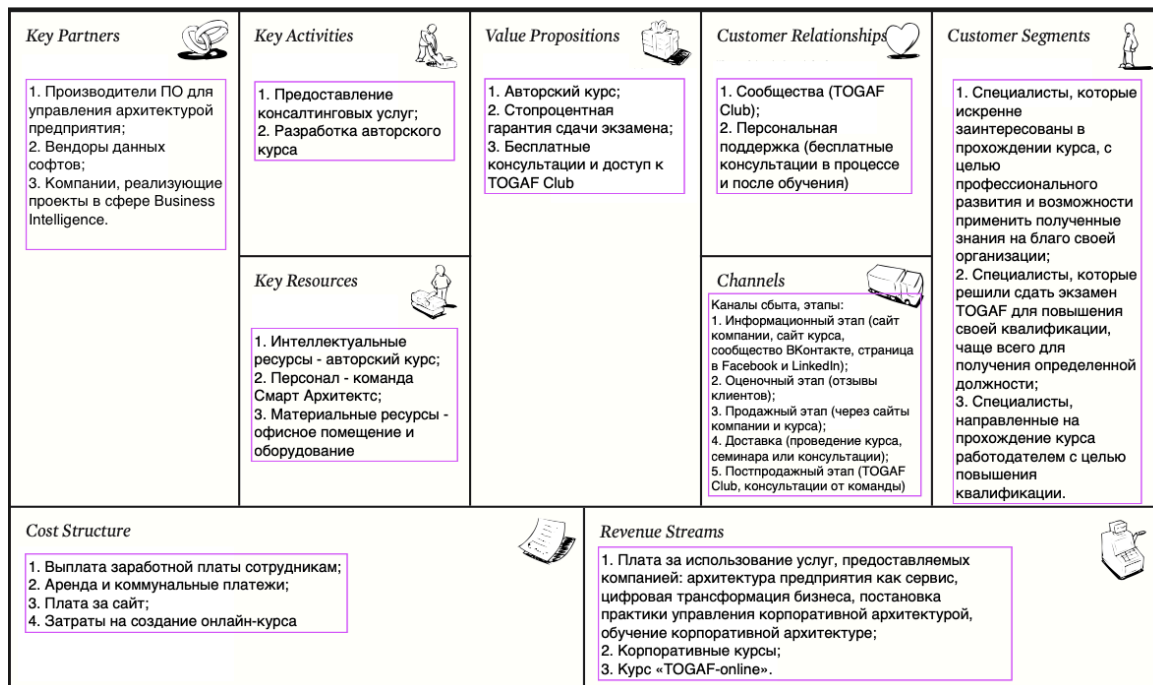 Key Partners
1. Производители ПО для
управления архитектурой
предприятия;
2. Вендоры данных
софтов;
3. Компании, реализующие
проекты в сфере Business
Intelligence.
Key Activities
1. Предоставление
консалтинговых услуг;
2. Разработка авторского
курса
Key Resources
1. Интеллектуальные
ресурсы - авторский курс;
2. Персонал - команда
Смарт Архитектс;
3. Материальные ресурсы -
офисное помещение и
оборудование
Value Propositions
1. Авторский курс;
2. Стопроцентная
гарантия сдачи экзамена;
3. Бесплатные
консультации и доступ к
TOGAF Club
Customer Relationships
1. Сообщества (TOGAF
Club);
2. Персональная
поддержка (бесплатные
консультации в процессе
и после обучения)
Channels
Каналы сбыта, этапы:
1. Информационный этап (сайт
компании, сайт курса,
сообщество ВКонтакте, страница
в Facebook и LinkedIn);
2. Оценочный этап (отзывы
клиентов);
3. Продажный этап (через сайты
компании и курса);
4. Доставка (проведение курса,
семинара или консультации);
5. Постпродажный этап (TOGAF
Club, консультации от команды)
Customer Segments
1. Специалисты, которые
искренне
заинтересованы в
прохождении курса, с
целью
профессионального
развития и возможности
применить полученные
знания на благо своей
организации;
2. Специалисты, которые
решили сдать экзамен
TOGAF для повышения
своей квалификации,
чаще всего для
получения определенной
должности;
3. Специалисты,
направленные на
прохождение курса
работодателем с целью
повышения
квалификации.
Cost Structure
1. Выплата заработной платы сотрудникам;
2. Аренда и коммунальные платежи;
3. Плата за сайт;
4. Затраты на создание онлайн-курса
Revenue Streams
1. Плата за использование услуг, предоставляемых
компанией: архитектура предприятия как сервис,
цифровая трансформация бизнеса, постановка
практики управления корпоративной архитектурой,
обучение корпоративной архитектуре;
2. Корпоративные курсы;
3. Курс «TOGAF-online».